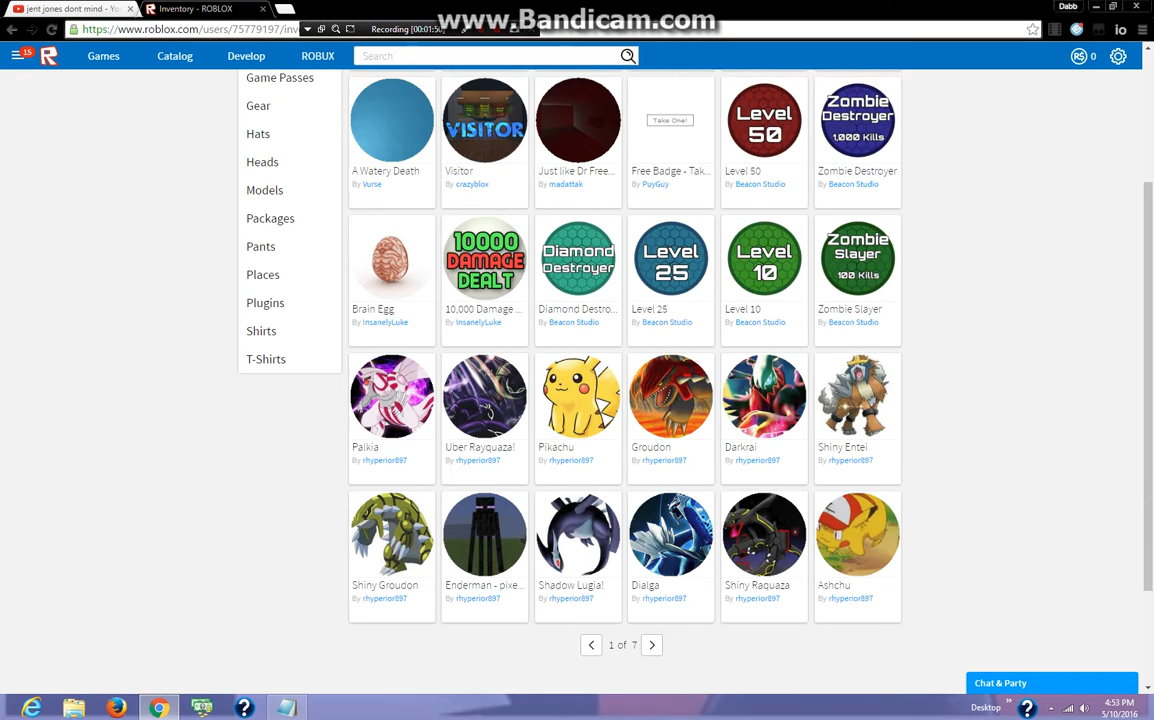 jent jones dont mind - Yo
Inventory - ROBLOX
www.Bandicam.com
Dabb
https://www.roblox.com/users/75779197/inv
Recording [00:01:50]
io
15
R
Games
Catalog
Develop
ROBUX
Search
R$ 0
Game Passes
Gear
Hats
Heads
Models
Packages
Pants
Places
Plugins
Shirts
T-Shirts
VISITOR
Take One!
Level
50
Zombie
Destroyer
1,000 Kills
A Watery Death
By Vurse
Visitor
By crazyblox
Just like Dr Free...
By madattak
Free Badge - Tak...
By PuyGuy
Level 50
By Beacon Studio
Zombie Destroyer
By Beacon Studio
10000
DAMAGE
DEALT
Diamond
Destroyer
Level
25
Level
10
Zombie
Slayer
100 Kills
Brain Egg
By InsanelyLuke
10,000 Damage ...
By InsanelyLuke
Diamond Destro...
By Beacon Studio
Level 25
By Beacon Studio
Level 10
By Beacon Studio
Zombie Slayer
By Beacon Studio
Palkia
By rhyperior897
Uber Rayquaza!
By rhyperior897
Pikachu
By rhyperior897
Groudon
By rhyperior897
Darkrai
By rhyperior897
Shiny Entei
By rhyperior897
Shiny Groudon
By rhyperior897
Enderman - pixe...
By rhyperior897
Shadow Lugia!
By rhyperior897
Dialga
By rhyperior897
Shiny Raquaza
By rhyperior897
Ashchu
By rhyperior897
1 of 7
Chat & Party
Desktop
4:53 PM
5/10/2016